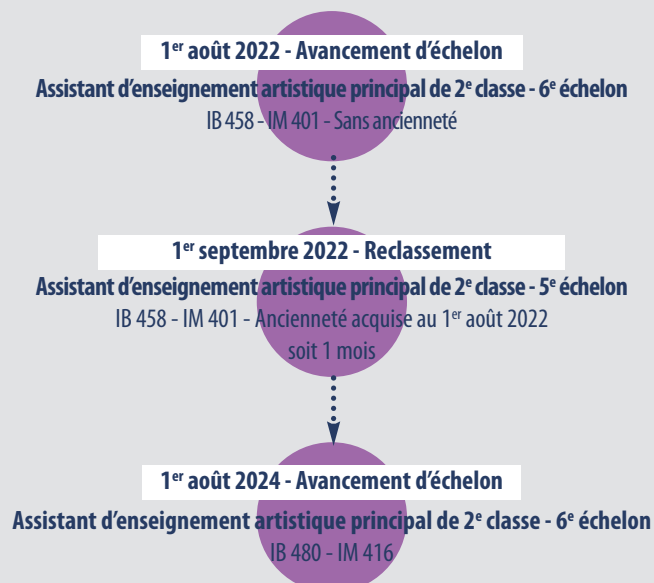 1er août 2022 - Avancement d'échelon
Assistant d'enseignement artistique principal de 2e classe - 6e échelon
IB 458 - IM 401 - Sans ancienneté
1er septembre 2022 - Reclassement
Assistant d'enseignement artistique principal de 2e classe - 5e échelon
IB 458 - IM 401 - Ancienneté acquise au 1er août 2022
soit 1 mois
1er août 2024 - Avancement d'échelon
Assistant d'enseignement artistique principal de 2e classe - 6e échelon
IB 480 - IM 416